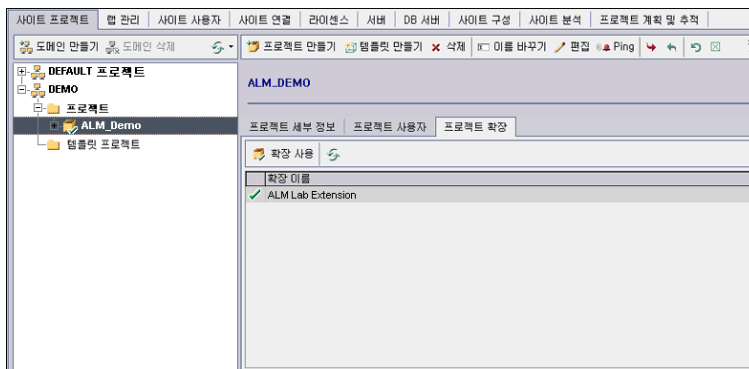 사이트 프로젝트 랩 관리 사이트 사용자 사이트 연결 라이센스 서버 DB 서버 사이트 구성 사이트 분석 프로젝트 계획 및 추적
도메인 만들기 도메인 삭제 프로젝트 만들기 템플릿 만들기 삭제 이름 바꾸기 편집 Ping
DEFAULT 프로젝트
DEMO
프로젝트
ALM_Demo
템플릿 프로젝트
ALM_DEMO
프로젝트 세부 정보 프로젝트 사용자 프로젝트 확장
확장 사용
확장 이름
ALM Lab Extension